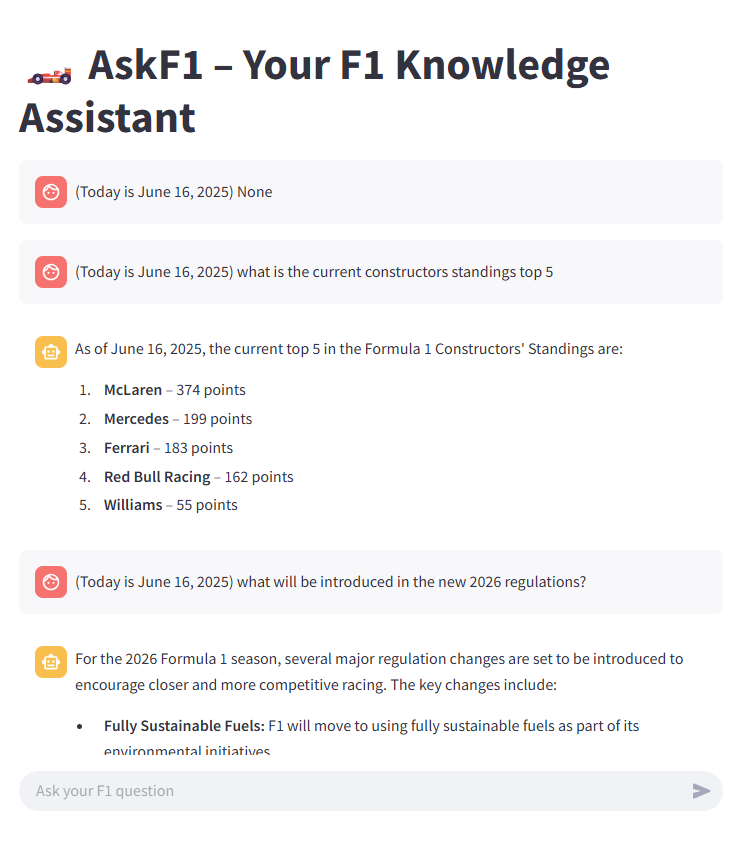 AskF1 – Your F1 Knowledge
Assistant
(Today is June 16, 2025) None
(Today is June 16, 2025) what is the current constructors standings top 5
As of June 16, 2025, the current top 5 in the Formula 1 Constructors' Standings are:
1. McLaren – 374 points
2. Mercedes – 199 points
3. Ferrari – 183 points
4. Red Bull Racing – 162 points
5. Williams – 55 points
(Today is June 16, 2025) what will be introduced in the new 2026 regulations?
For the 2026 Formula 1 season, several major regulation changes are set to be introduced to
encourage closer and more competitive racing. The key changes include:
• Fully Sustainable Fuels: F1 will move to using fully sustainable fuels as part of its
environmental initiatives
Ask your F1 question